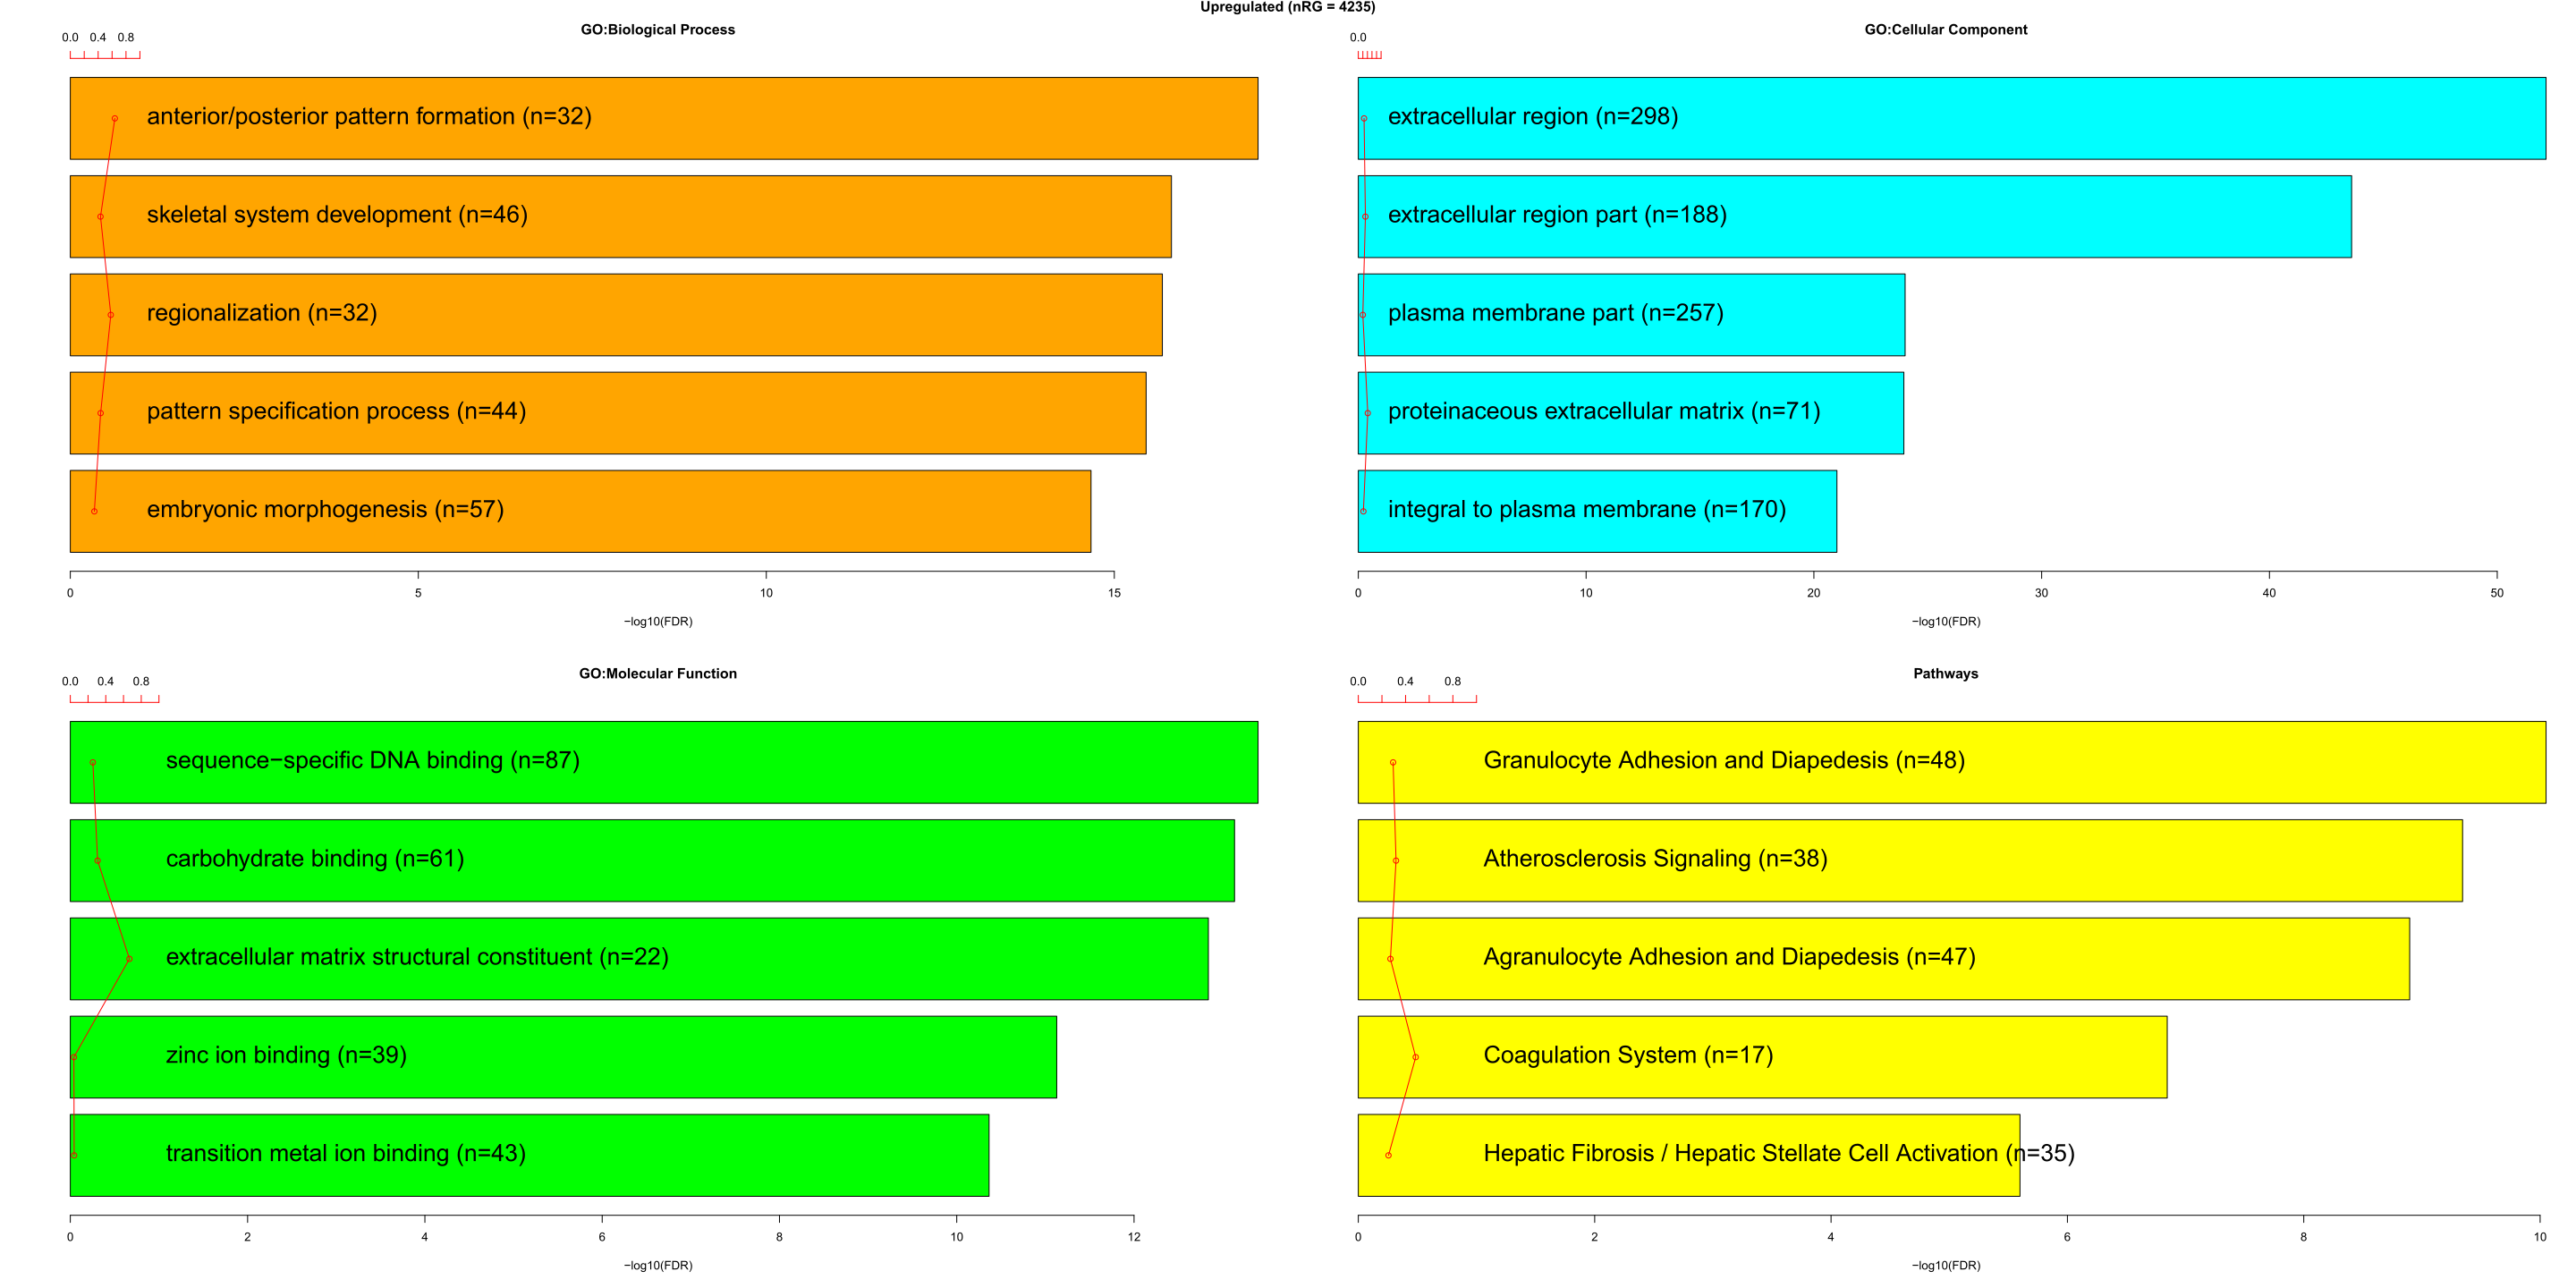 Upregulated (nRG = 4235)
GO:Biological Process
0.0 0.4 0.8
anterior/posterior pattern formation (n=32)
skeletal system development (n=46)
regionalization (n=32)
pattern specification process (n=44)
embryonic morphogenesis (n=57)
0 5 10 15
−log10(FDR)
GO:Cellular Component
0.0
extracellular region (n=298)
extracellular region part (n=188)
plasma membrane part (n=257)
proteinaceous extracellular matrix (n=71)
integral to plasma membrane (n=170)
0 10 20 30 40 50
−log10(FDR)
GO:Molecular Function
0.0 0.4 0.8
sequence−specific DNA binding (n=87)
carbohydrate binding (n=61)
extracellular matrix structural constituent (n=22)
zinc ion binding (n=39)
transition metal ion binding (n=43)
0 2 4 6 8 10 12
−log10(FDR)
Pathways
0.0 0.4 0.8
Granulocyte Adhesion and Diapedesis (n=48)
Atherosclerosis Signaling (n=38)
Agranulocyte Adhesion and Diapedesis (n=47)
Coagulation System (n=17)
Hepatic Fibrosis / Hepatic Stellate Cell Activation (n=35)
0 2 4 6 8 10
−log10(FDR)